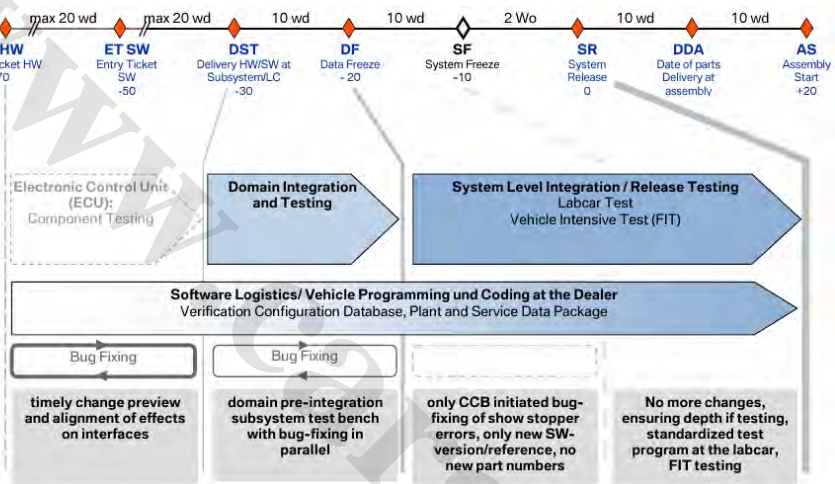 max 20 wd
max 20 wd
10 wd
10 wd
2 Wo
10 wd
10 wd
HW
ET SW
DST
DF
SF
SR
DDA
AS
cket HW
Entry Ticket
SW
-50
Delivery HW/SW at
Subsystem/LC
-30
Data Freeze
- 20
System Freeze
-10
System
Release
0
Date of parts
Delivery at
assembly
Assembly
Start
+20
70
Electronic Control Unit
(ECU):
Component Testing
Domain Integration
and Testing
System Level Integration / Release Testing
Labcar Test
Vehicle Intensive Test (FIT)
Software Logistics/ Vehicle Programming und Coding at the Dealer
Verification Configuration Database, Plant and Service Data Package
Bug Fixing
Bug Fixing
timely change preview
and alignment of effects
on interfaces
domain pre-integration
subsystem test bench
with bug-fixing in
parallel
only CCB initiated bug-
fixing of show stopper
errors, only new SW-
version/reference, no
new part numbers
No more changes,
ensuring depth if testing,
standardized test
program at the labcar,
FIT testing